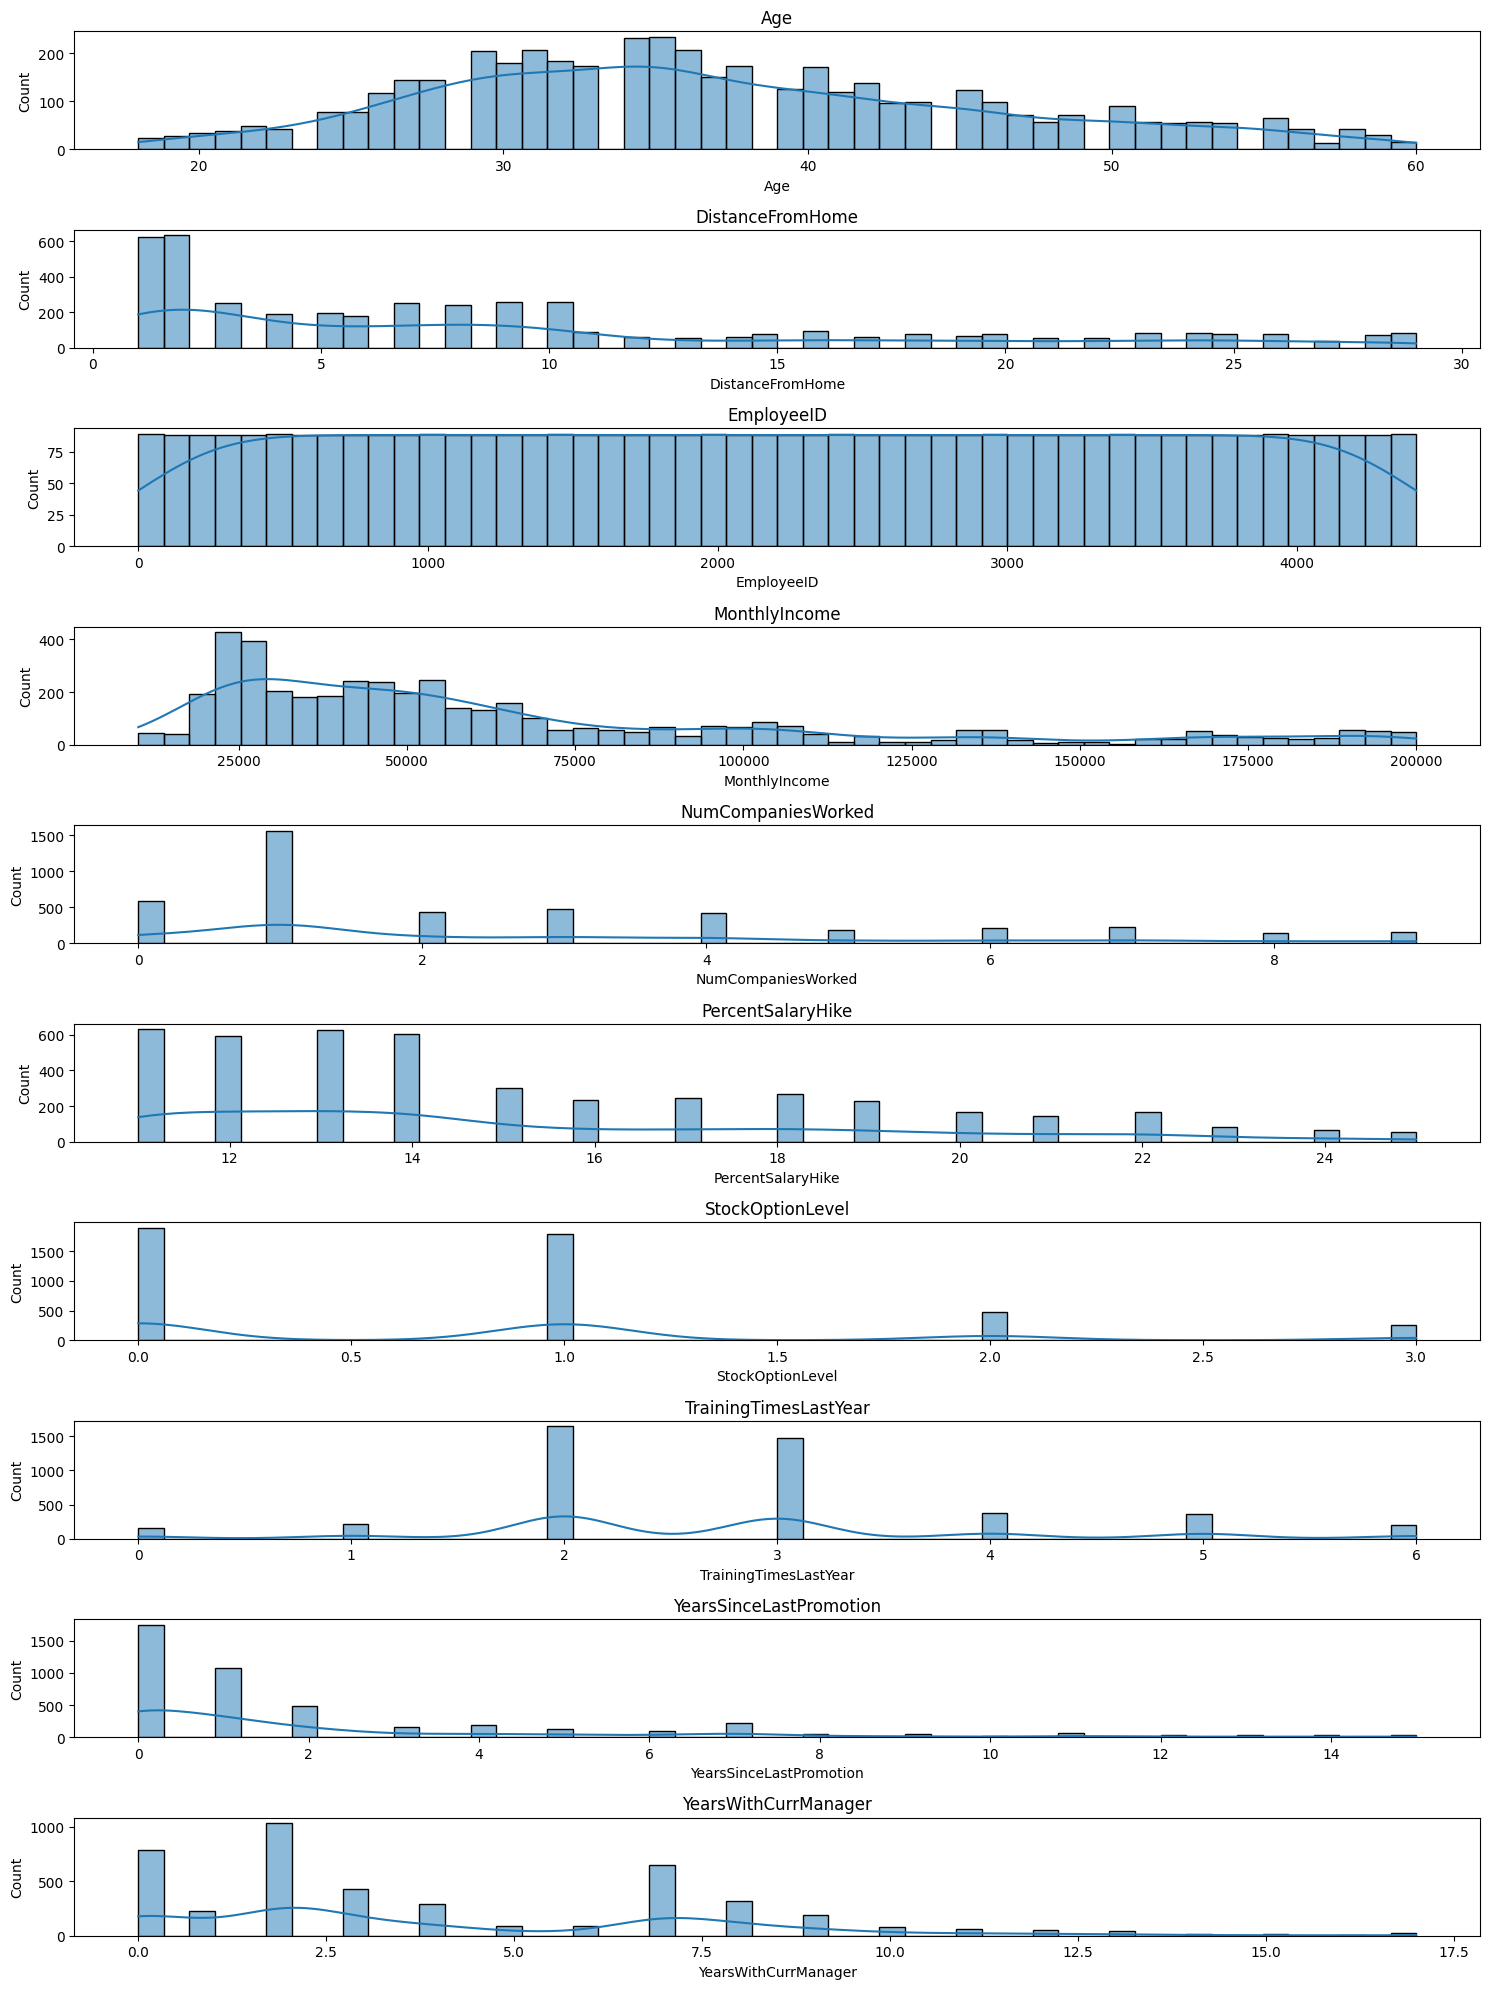 Age
200
100
0
Count
20 30 40 50 60
Age
DistanceFromHome
600
400
200
0
Count
0 5 10 15 20 25 30
DistanceFromHome
EmployeeID
75
50
25
0
Count
0 1000 2000 3000 4000
EmployeeID
MonthlyIncome
400
200
0
Count
25000 50000 75000 100000 125000 150000 175000 200000
MonthlyIncome
NumCompaniesWorked
1500
1000
500
0
Count
0 2 4 6 8
NumCompaniesWorked
PercentSalaryHike
600
400
200
0
Count
12 14 16 18 20 22 24
PercentSalaryHike
StockOptionLevel
1500
1000
500
0
Count
0.0 0.5 1.0 1.5 2.0 2.5 3.0
StockOptionLevel
TrainingTimesLastYear
1500
1000
500
0
Count
0 1 2 3 4 5 6
TrainingTimesLastYear
YearsSinceLastPromotion
1500
1000
500
0
Count
0 2 4 6 8 10 12 14
YearsSinceLastPromotion
YearsWithCurrManager
1000
500
0
Count
0.0 2.5 5.0 7.5 10.0 12.5 15.0 17.5
YearsWithCurrManager